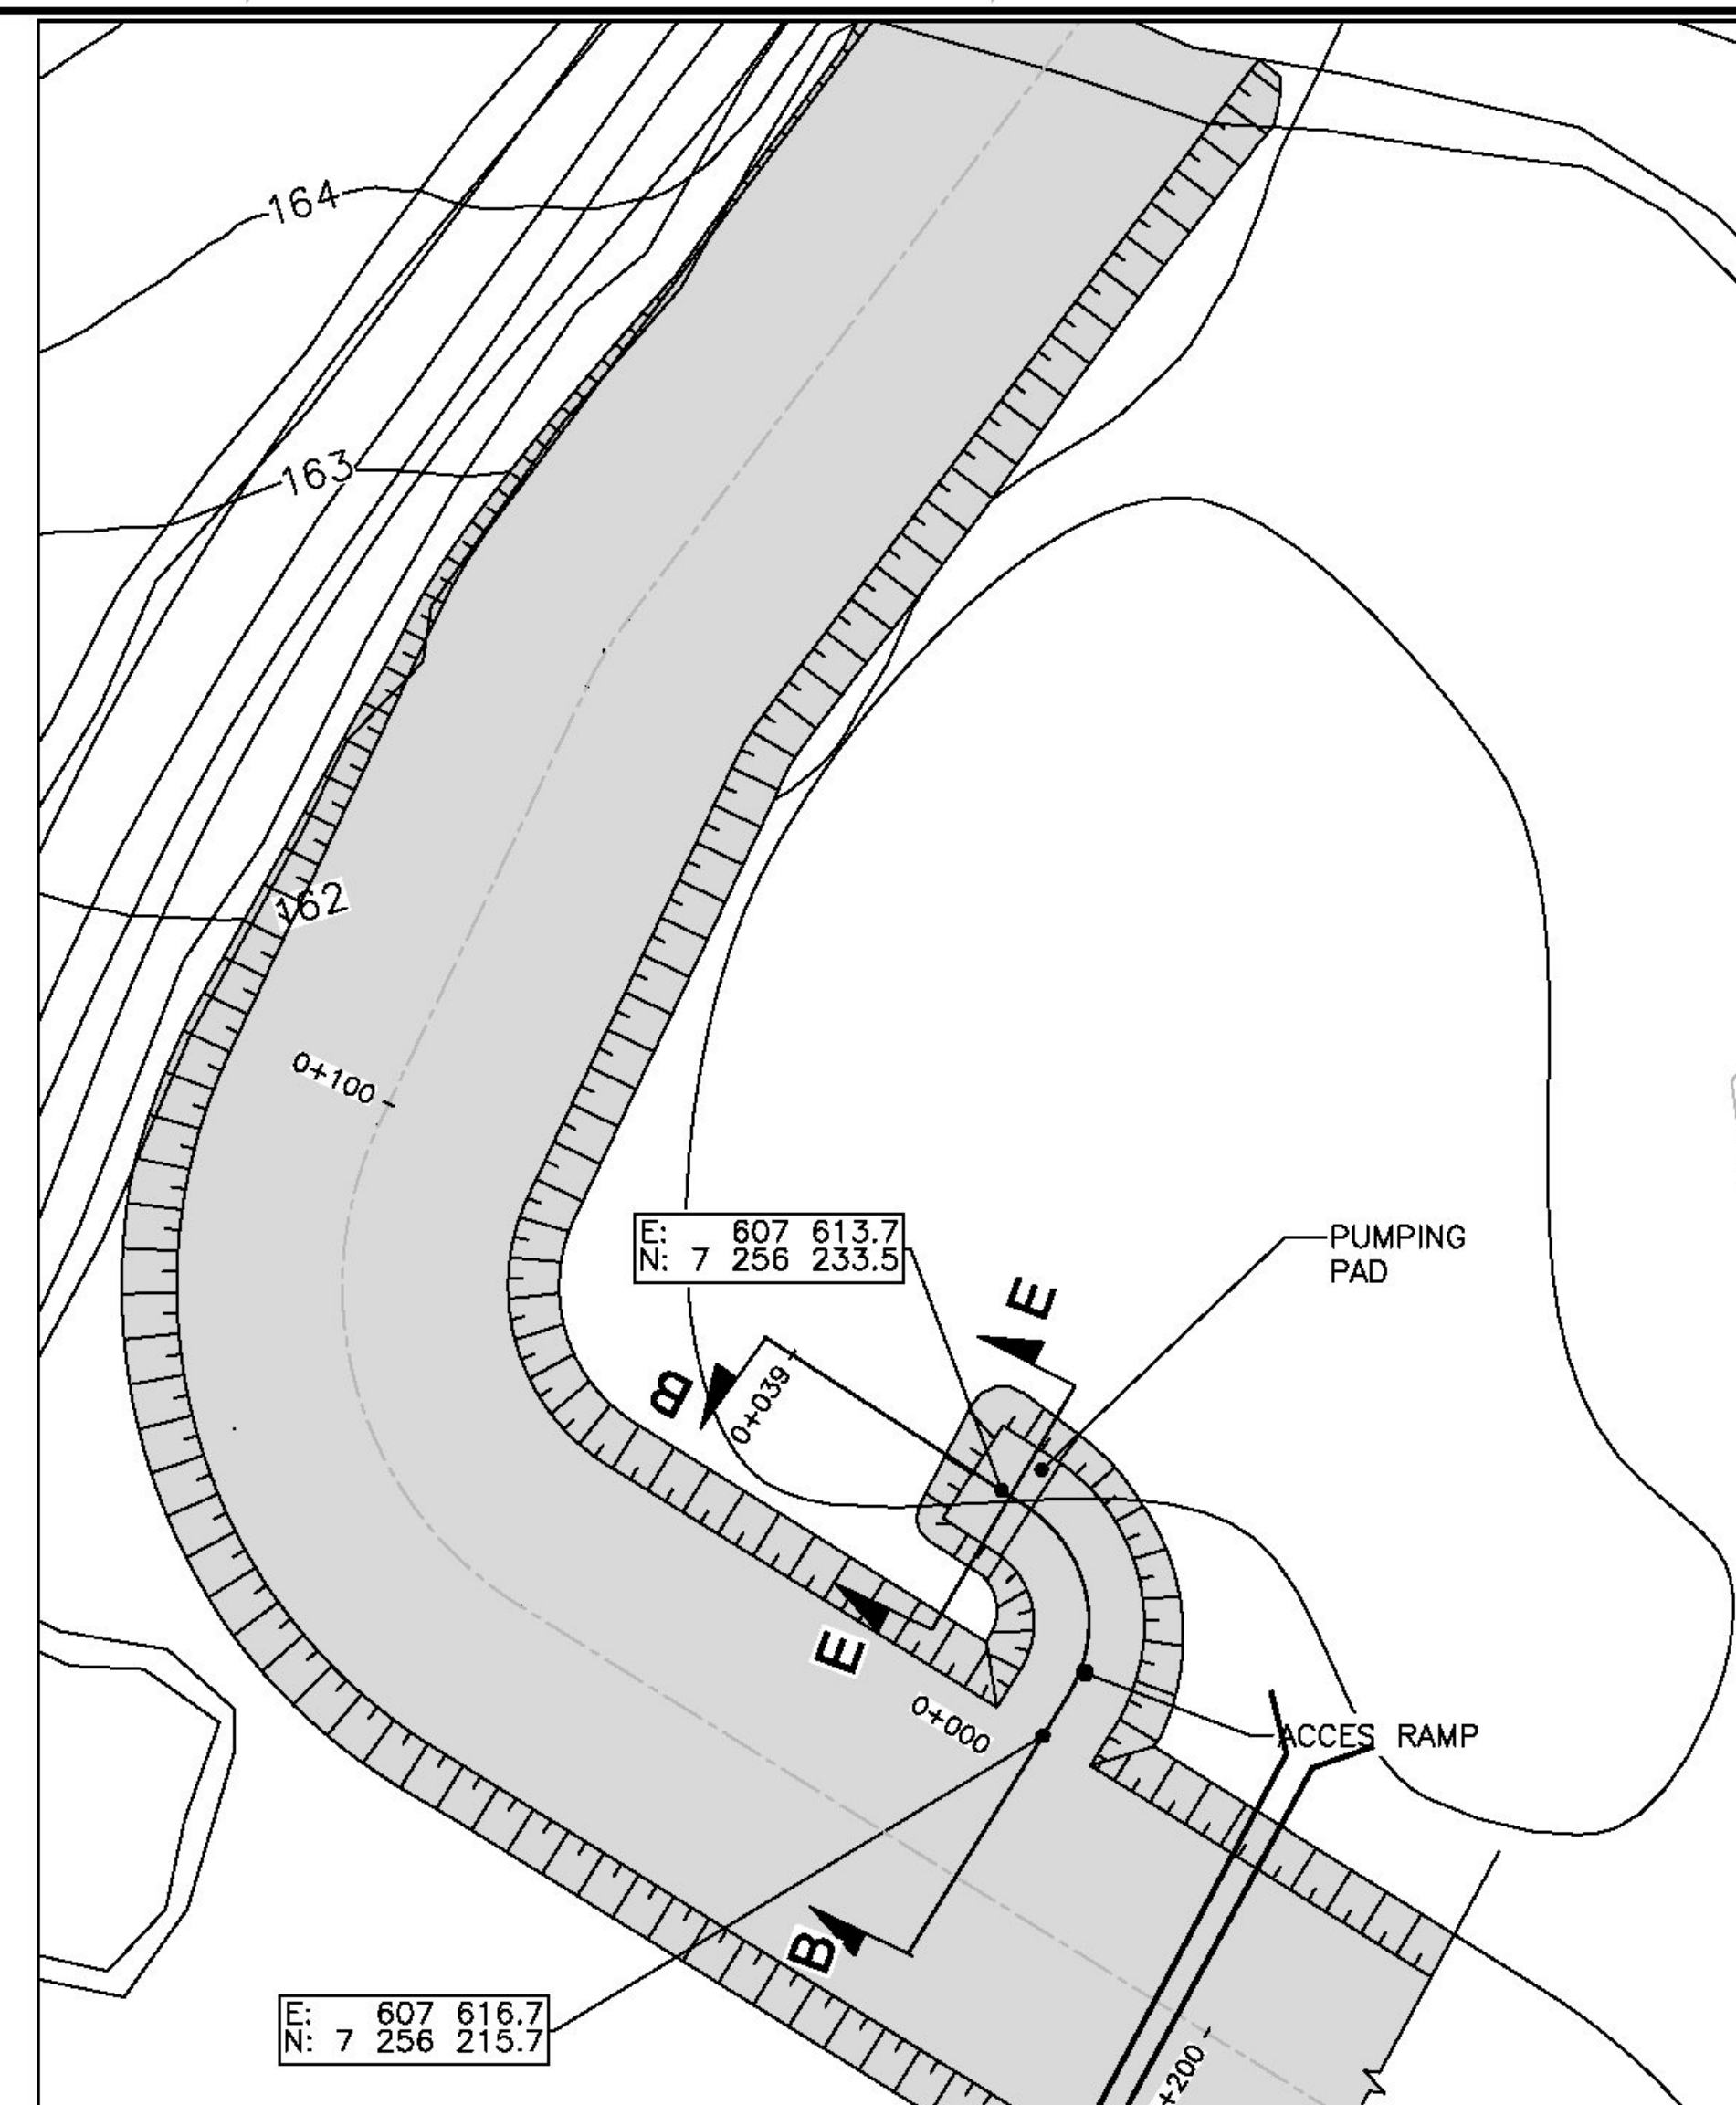 164
163
162
0+100
E: 607 613.7
N: 7 256 233.5
PUMPING
PAD
E
B
0+039
E
0+000
ACCES RAMP
B
E: 607 616.7
N: 7 256 215.7
+200